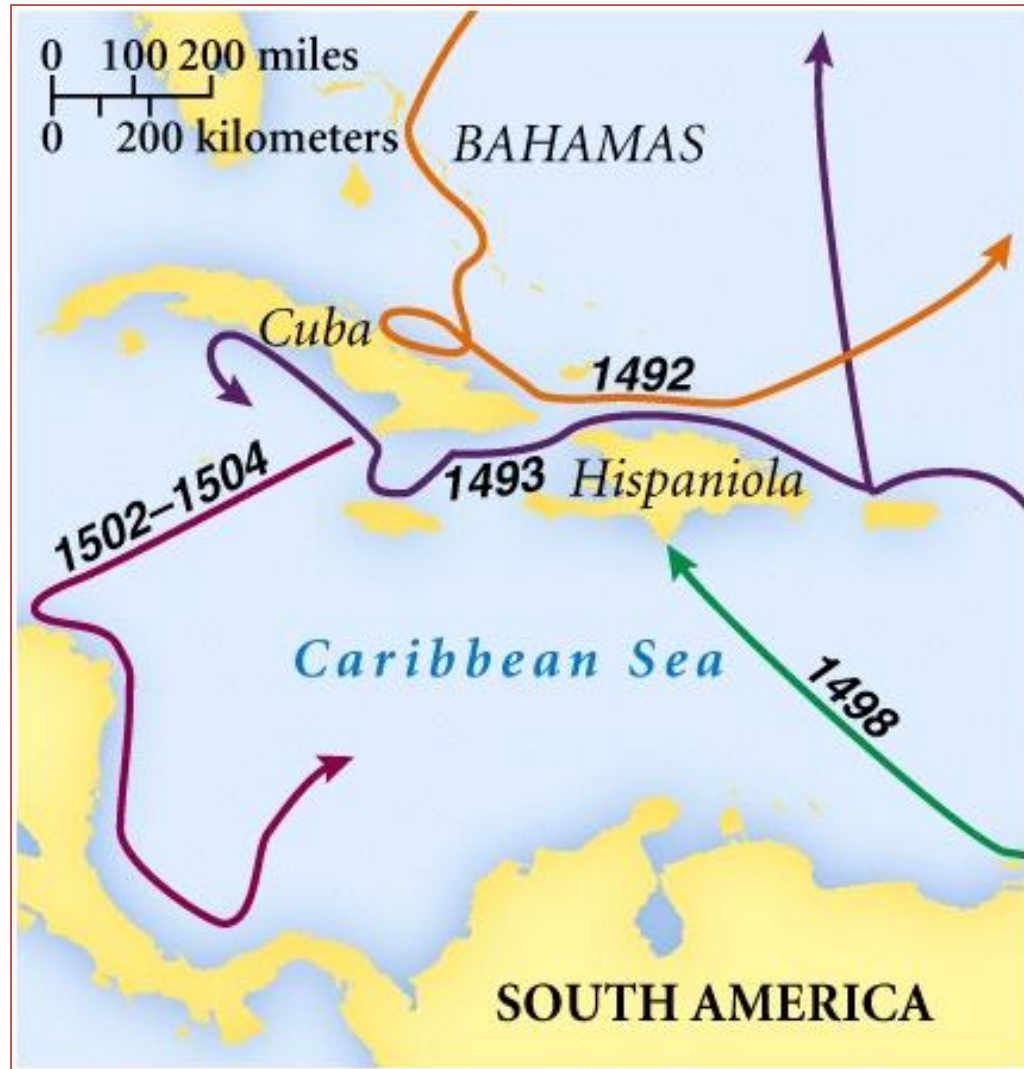 0 100 200 miles
0 200 kilometers
BAHAMAS
Cuba
1492
1493
Hispaniola
1502–1504
Caribbean Sea
1498
SOUTH AMERICA